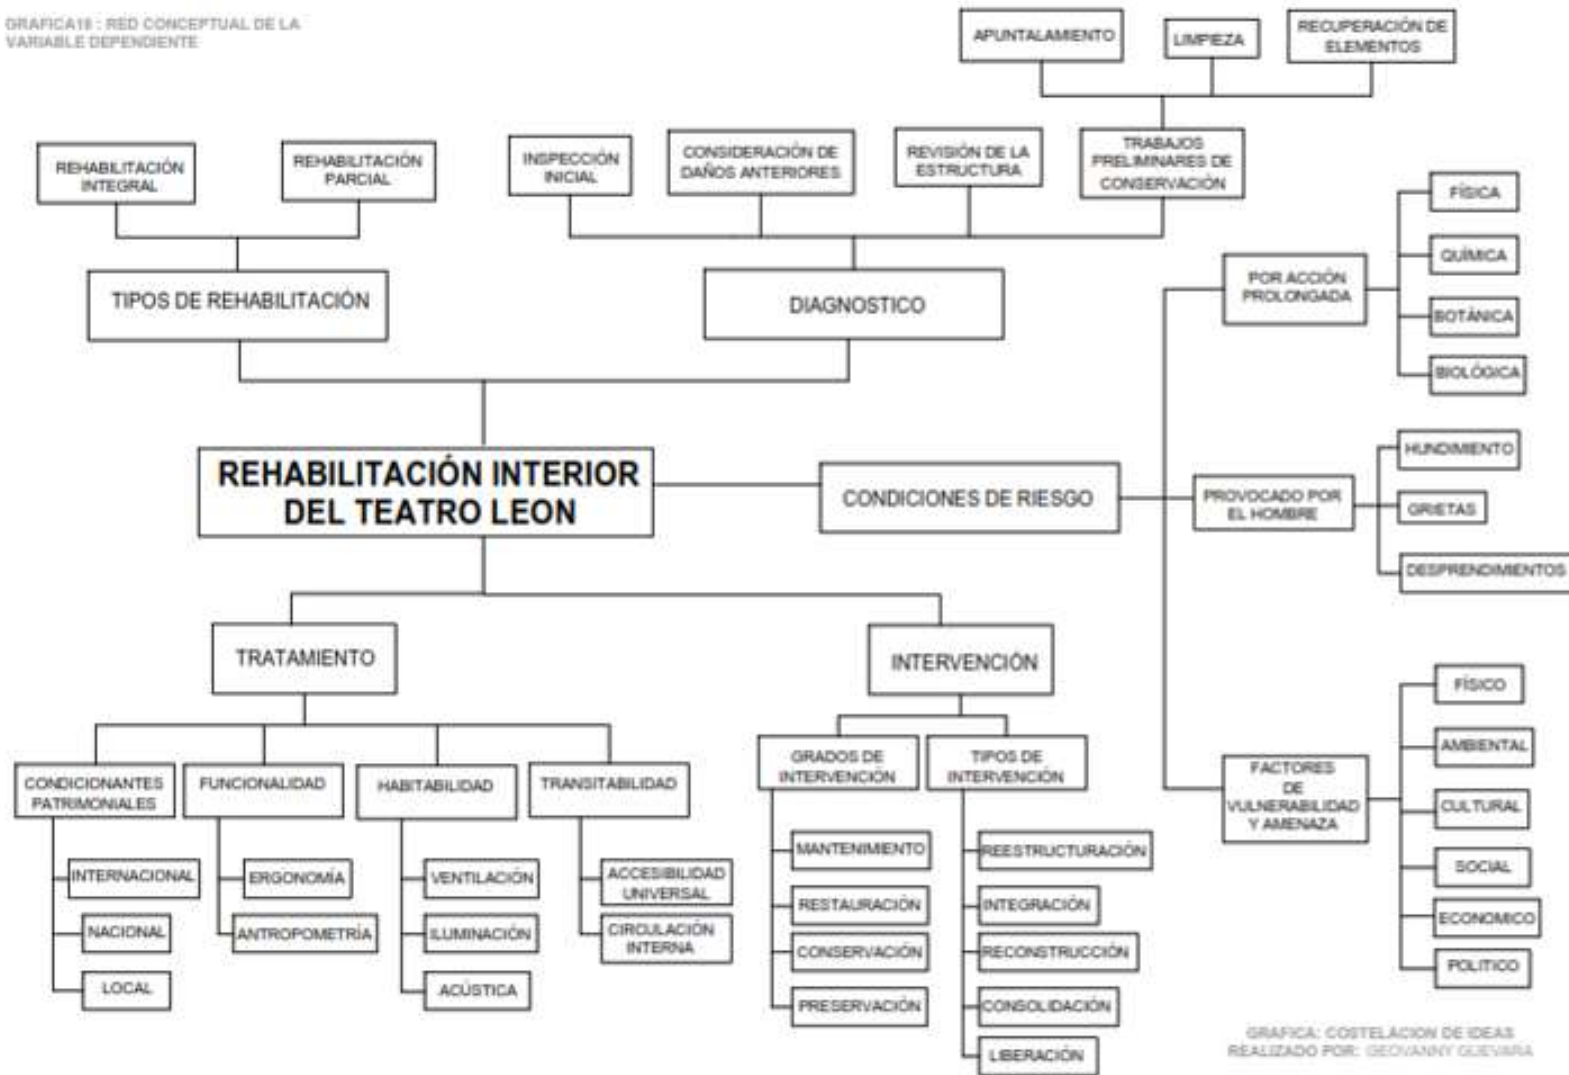 GRAFICA18 : RED CONCEPTUAL DE LA
VARIABLE DEPENDIENTE
APUNTALAMIENTO
LIMPIEZA
RECUPERACIÓN DE
ELEMENTOS
REHABILITACIÓN
INTEGRAL
REHABILITACIÓN
PARCIAL
INSPECCIÓN
INICIAL
CONSIDERACIÓN DE
DAÑOS ANTERIORES
REVISIÓN DE LA
ESTRUCTURA
TRABAJOS
PRELIMINARES DE
CONSERVACIÓN
TIPOS DE REHABILITACIÓN
DIAGNOSTICO
POR ACCIÓN
PROLONGADA
FÍSICA
QUÍMICA
BOTÁNICA
BIOLÓGICA
REHABILITACIÓN INTERIOR
DEL TEATRO LEON
CONDICIONES DE RIESGO
PROVOCADO POR
EL HOMBRE
HUNDIMIENTO
GRIETAS
DESPRENDIMIENTOS
TRATAMIENTO
INTERVENCIÓN
FACTORES
DE
VULNERABILIDAD
Y AMENAZA
FÍSICO
AMBIENTAL
CULTURAL
SOCIAL
ECONOMICO
POLITICO
CONDICIONANTES
PATRIMONIALES
INTERNACIONAL
NACIONAL
LOCAL
FUNCIONALIDAD
ERGONOMÍA
ANTROPOMETRÍA
HABITABILIDAD
VENTILACIÓN
ILUMINACIÓN
ACÚSTICA
TRANSITABILIDAD
ACCESIBILIDAD
UNIVERSAL
CIRCULACIÓN
INTERNA
GRADOS DE
INTERVENCIÓN
MANTENIMIENTO
RESTAURACIÓN
CONSERVACIÓN
PRESERVACIÓN
TIPOS DE
INTERVENCIÓN
REESTRUCTURACIÓN
INTEGRACIÓN
RECONSTRUCCIÓN
CONSOLIDACIÓN
LIBERACIÓN
GRAFICA: COSTELACION DE IDEAS
REALIZADO POR: GEOVANNY GUEVARA